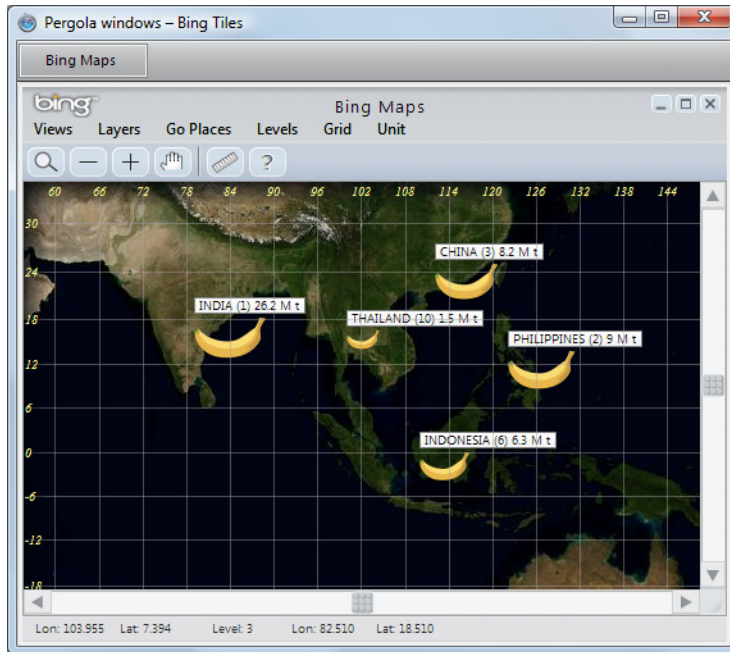 Pergola windows – Bing Tiles
Bing Maps
bing™
Bing Maps
Views Layers Go Places Levels Grid Unit
?
60 66 72 78 84 90 96 102 108 114 120 126 132 138 144
30
CHINA (3) 8.2 M t
24
INDIA (1) 26.2 M t
18
THAILAND (10) 1.5 M t
PHILIPPINES (2) 9 M t
12
6
INDONESIA (6) 6.3 M t
0
-6
-12
-18
Lon: 103.955 Lat: 7.394 Level: 3 Lon: 82.510 Lat: 18.510